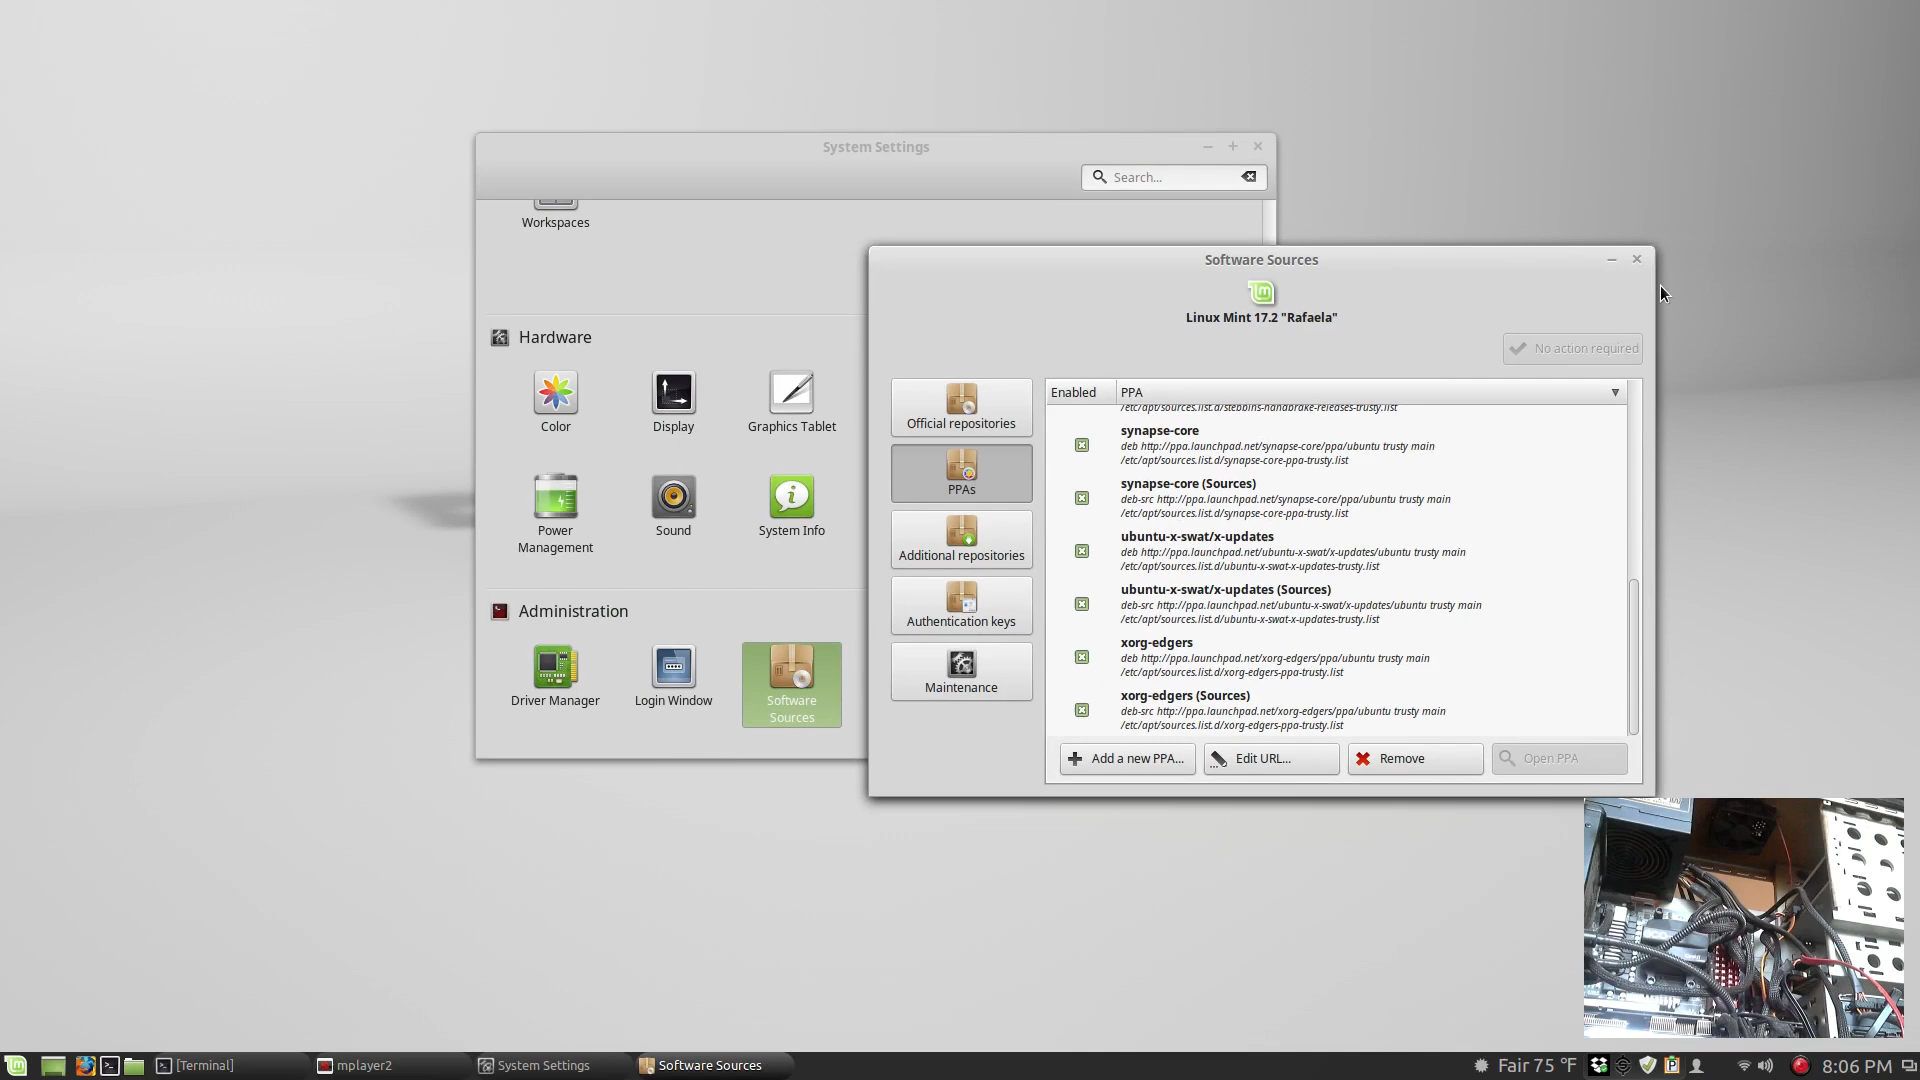 System Settings
Search...
Workspaces
Hardware
Color
Display
Graphics Tablet
Power
Management
Sound
System Info
Administration
Driver Manager
Login Window
Software
Sources
Software Sources
Linux Mint 17.2 "Rafaela"
No action required
Official repositories
PPAs
Additional repositories
Authentication keys
Maintenance
Enabled
PPA
/etc/apt/sources.list.d/stebbins-handbrake-releases-trusty.list
synapse-core
deb http://ppa.launchpad.net/synapse-core/ppa/ubuntu trusty main
/etc/apt/sources.list.d/synapse-core-ppa-trusty.list
synapse-core (Sources)
deb-src http://ppa.launchpad.net/synapse-core/ppa/ubuntu trusty main
/etc/apt/sources.list.d/synapse-core-ppa-trusty.list
ubuntu-x-swat/x-updates
deb http://ppa.launchpad.net/ubuntu-x-swat/x-updates/ubuntu trusty main
/etc/apt/sources.list.d/ubuntu-x-swat-x-updates-trusty.list
ubuntu-x-swat/x-updates (Sources)
deb-src http://ppa.launchpad.net/ubuntu-x-swat/x-updates/ubuntu trusty main
/etc/apt/sources.list.d/ubuntu-x-swat-x-updates-trusty.list
xorg-edgers
deb http://ppa.launchpad.net/xorg-edgers/ppa/ubuntu trusty main
/etc/apt/sources.list.d/xorg-edgers-ppa-trusty.list
xorg-edgers (Sources)
deb-src http://ppa.launchpad.net/xorg-edgers/ppa/ubuntu trusty main
/etc/apt/sources.list.d/xorg-edgers-ppa-trusty.list
Add a new PPA...
Edit URL...
Remove
Open PPA
[Terminal]
mplayer2
System Settings
Software Sources
Fair 75 °F
8:06 PM